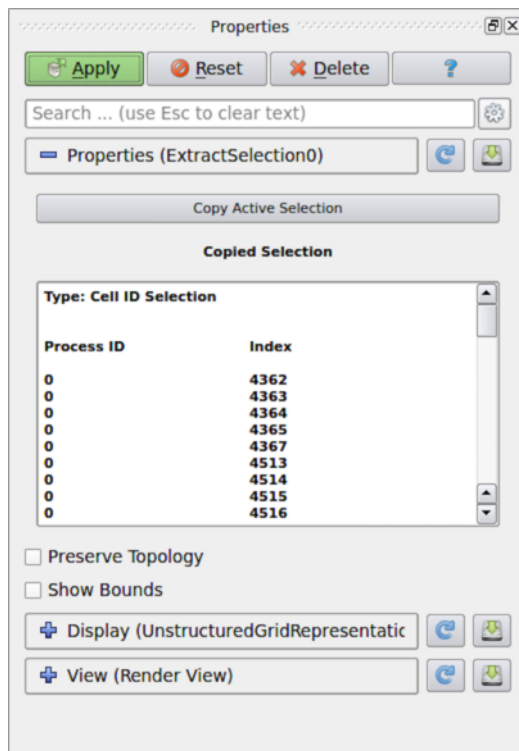 Properties
Apply Reset Delete ?
Search ... (use Esc to clear text)
Properties (ExtractSelection0)
Copy Active Selection
Copied Selection
Type: Cell ID Selection
Process ID Index
0 4362
0 4363
0 4364
0 4365
0 4367
0 4513
0 4514
0 4515
0 4516
Preserve Topology
Show Bounds
Display (UnstructuredGridRepresentatic
View (Render View)